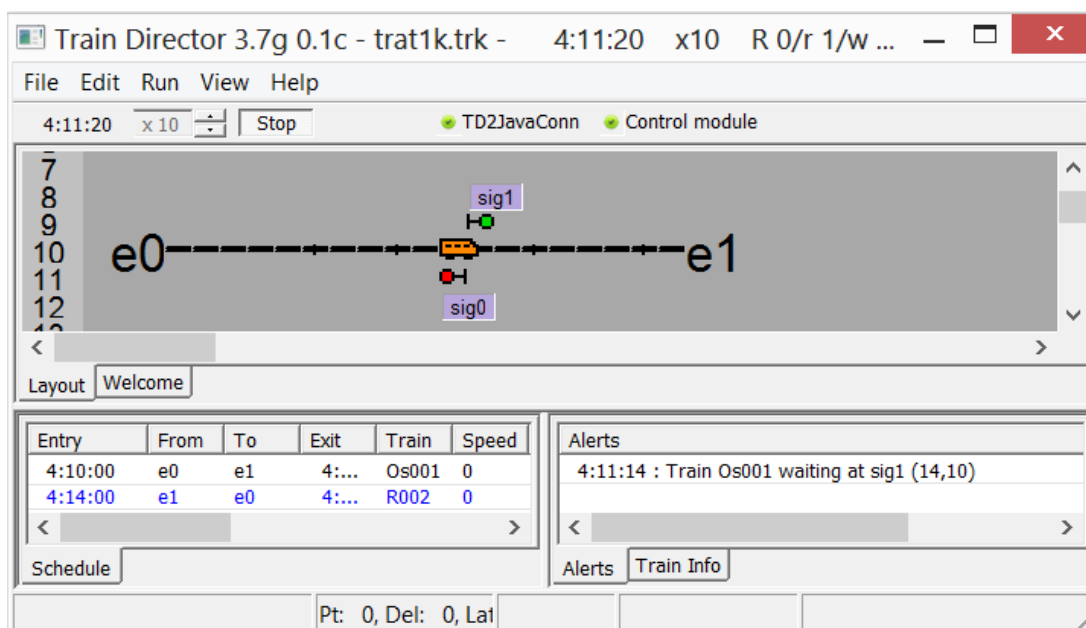 Train Director 3.7g 0.1c - trat1k.trk - 4:11:20 x10 R 0/r 1/w ...
File Edit Run View Help
4:11:20 x 10 Stop TD2JavaConn Control module
7
8
sig1
9
10 e0 e1
11
12 sig0
Layout Welcome
Entry From To Exit Train Speed
4:10:00 e0 e1 4:... Os001 0
4:14:00 e1 e0 4:... R002 0
Schedule
Alerts
4:11:14 : Train Os001 waiting at sig1 (14,10)
Alerts Train Info
Pt: 0, Del: 0, Lat